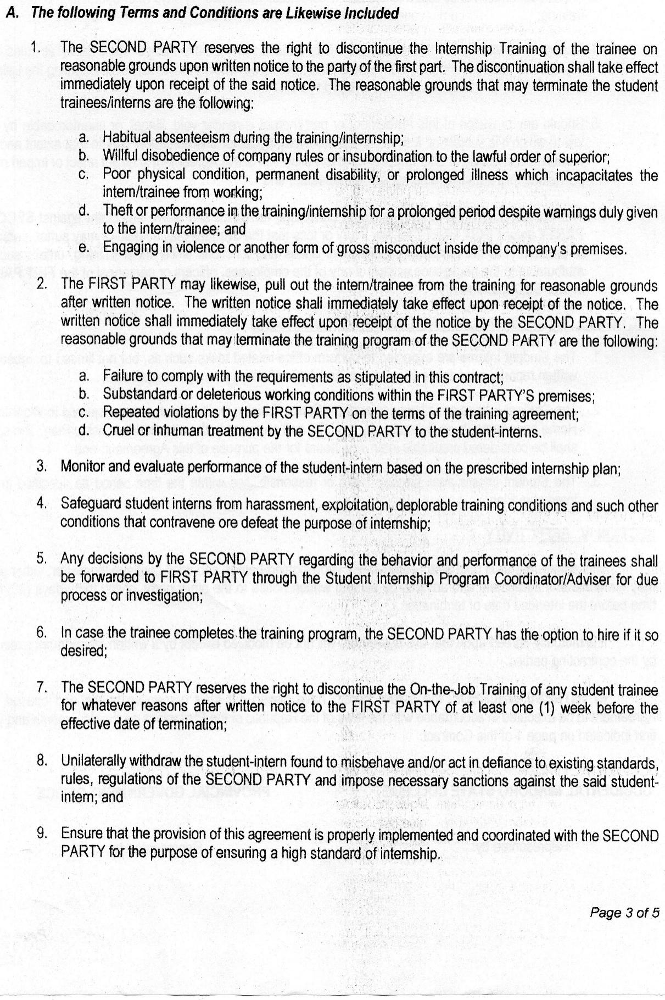 A. The following Terms and Conditions are Likewise Included
1. The SECOND PARTY reserves the right to discontinue the Internship Training of the trainee on
reasonable grounds upon written notice to the party of the first part. The discontinuation shall take effect
immediately upon receipt of the said notice. The reasonable grounds that may terminate the student
trainees/interns are the following:
a. Habitual absenteeism during the training/internship;
b. Willful disobedience of company rules or insubordination to the lawful order of superior;
c. Poor physical condition, permanent disability, or prolonged illness which incapacitates the
intern/trainee from working;
d. Theft or performance in the training/internship for a prolonged period despite warnings duly given
to the intern/trainee; and
e. Engaging in violence or another form of gross misconduct inside the company's premises.
2. The FIRST PARTY may likewise, pull out the intern/trainee from the training for reasonable grounds
after written notice. The written notice shall immediately take effect upon receipt of the notice. The
written notice shall immediately take effect upon receipt of the notice by the SECOND PARTY. The
reasonable grounds that may terminate the training program of the SECOND PARTY are the following:
a. Failure to comply with the requirements as stipulated in this contract;
b. Substandard or deleterious working conditions within the FIRST PARTY'S premises;
c. Repeated violations by the FIRST PARTY on the terms of the training agreement;
d. Cruel or inhuman treatment by the SECOND PARTY to the student-interns.
3. Monitor and evaluate performance of the student-intern based on the prescribed internship plan;
4. Safeguard student interns from harassment, exploitation, deplorable training conditions and such other
conditions that contravene ore defeat the purpose of internship;
5. Any decisions by the SECOND PARTY regarding the behavior and performance of the trainees shall
be forwarded to FIRST PARTY through the Student Internship Program Coordinator/Adviser for due
process or investigation;
6. In case the trainee completes the training program, the SECOND PARTY has the option to hire if it so
desired;
7. The SECOND PARTY reserves the right to discontinue the On-the-Job Training of any student trainee
for whatever reasons after written notice to the FIRST PARTY of at least one (1) week before the
effective date of termination;
8. Unilaterally withdraw the student-intern found to misbehave and/or act in defiance to existing standards,
rules, regulations of the SECOND PARTY and impose necessary sanctions against the said student-
intern; and
9. Ensure that the provision of this agreement is properly implemented and coordinated with the SECOND
PARTY for the purpose of ensuring a high standard of internship.
Page 3 of 5